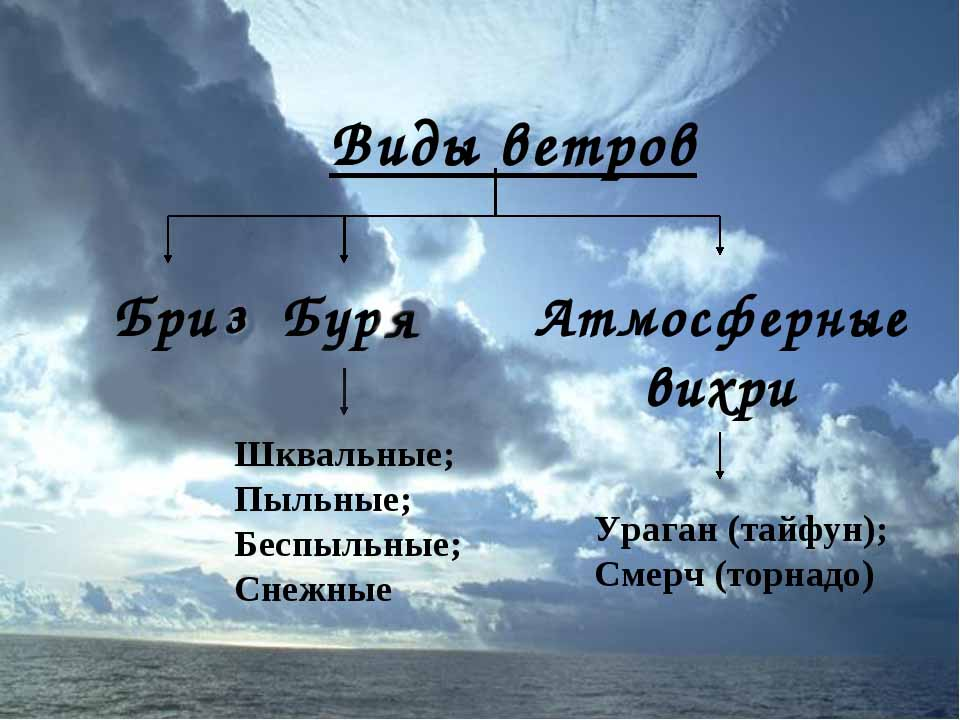 Виды ветров
Бриз Буря Атмосферные
вихри
Шквальные;
Пыльные;
Беспыльные;
Снежные
Ураган (тайфун);
Смерч (торнадо)